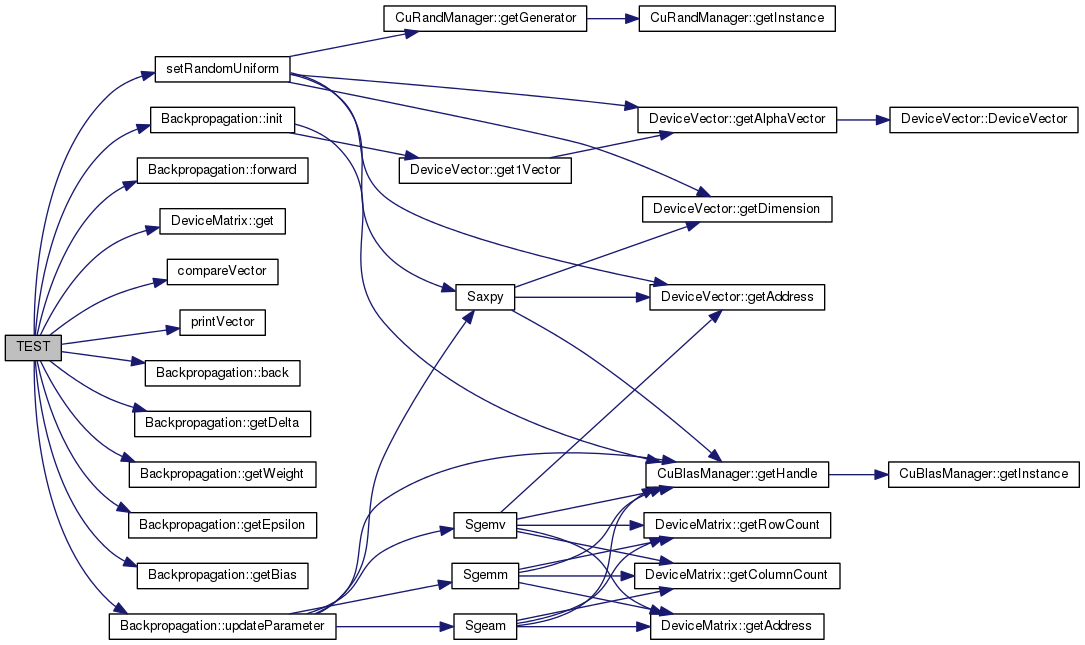 CuRandManager::getGenerator
CuRandManager::getInstance
setRandomUniform
Backpropagation::init
DeviceVector::getAlphaVector
DeviceVector::DeviceVector
Backpropagation::forward
DeviceVector::get1Vector
DeviceMatrix::get
DeviceVector::getDimension
compareVector
Saxpy
DeviceVector::getAddress
printVector
TEST
Backpropagation::back
Backpropagation::getDelta
Backpropagation::getWeight
CuBlasManager::getHandle
CuBlasManager::getInstance
Backpropagation::getEpsilon
Sgemv
DeviceMatrix::getRowCount
Backpropagation::getBias
Sgemm
DeviceMatrix::getColumnCount
Backpropagation::updateParameter
Sgeam
DeviceMatrix::getAddress